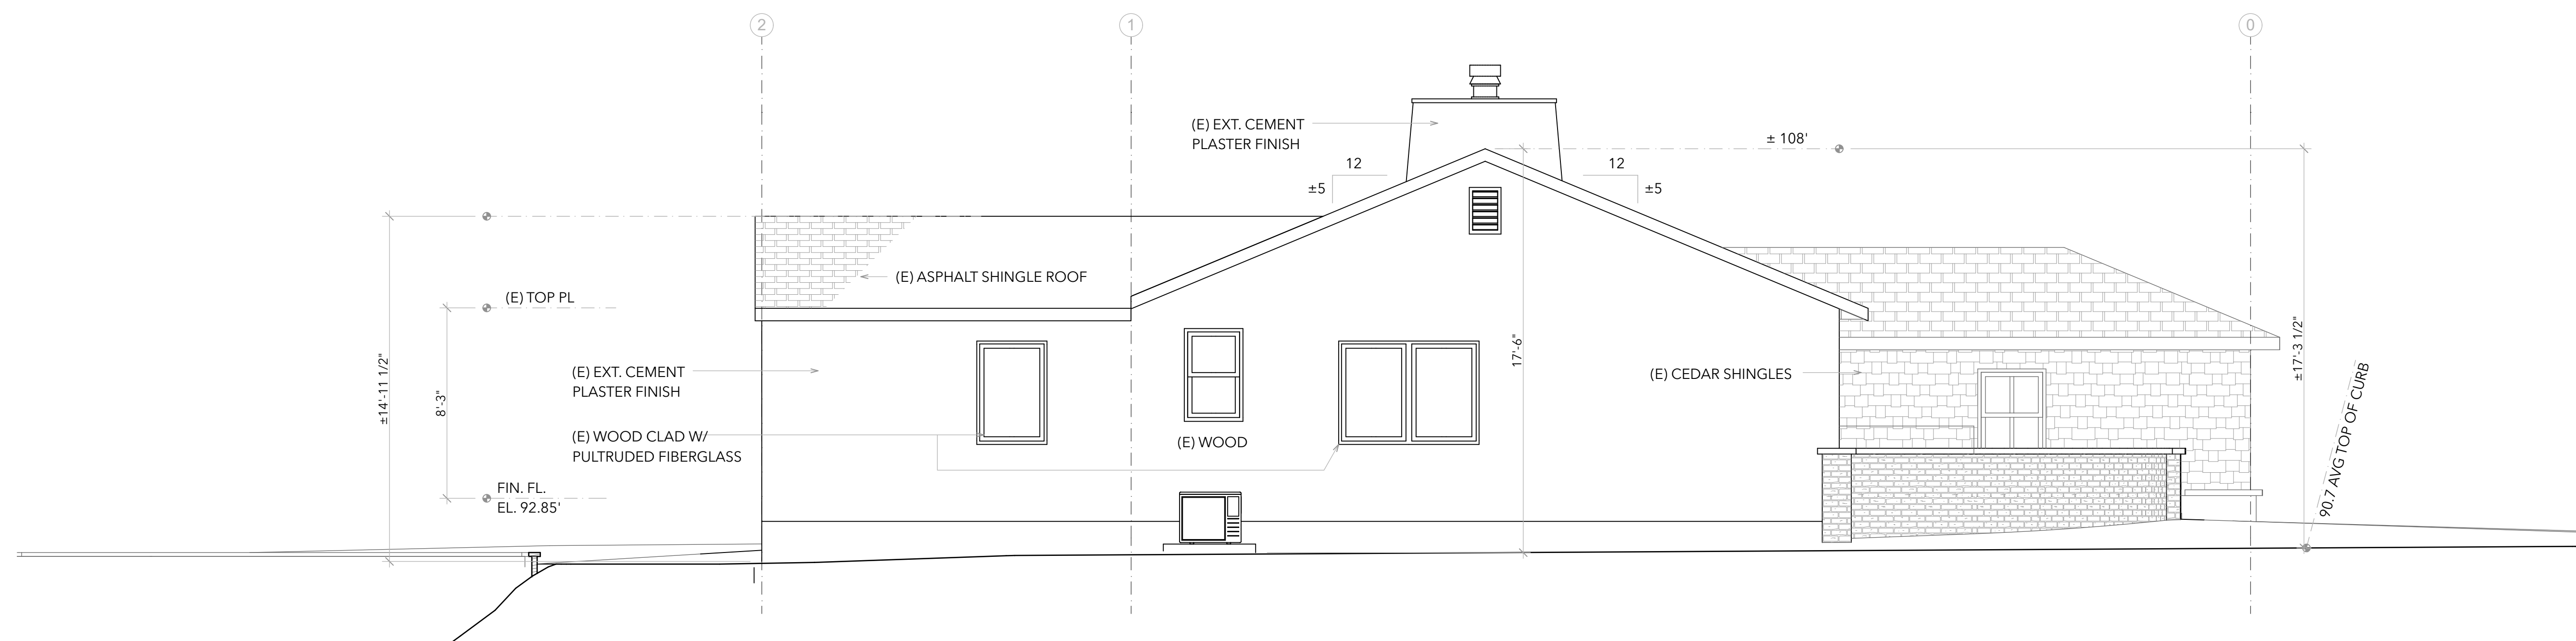 2
1
0
(E) EXT. CEMENT
PLASTER FINISH
± 108'
12
±5
12
±5
(E) ASPHALT SHINGLE ROOF
(E) TOP PL
±14'-11 1/2"
8'-3"
17'-6"
±17'-3 1/2"
(E) EXT. CEMENT
PLASTER FINISH
(E) CEDAR SHINGLES
90.7 AVG TOP OF CURB
(E) WOOD CLAD W/
PULTRUDED FIBERGLASS
(E) WOOD
FIN. FL.
EL. 92.85'